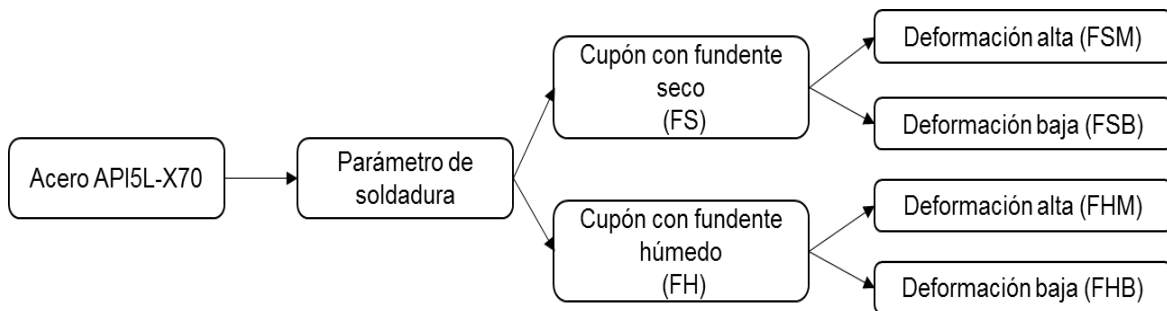 Acero API5L-X70
Parámetro de
soldadura
Cupón con fundente
seco
(FS)
Cupón con fundente
húmedo
(FH)
Deformación alta (FSM)
Deformación baja (FSB)
Deformación alta (FHM)
Deformación baja (FHB)